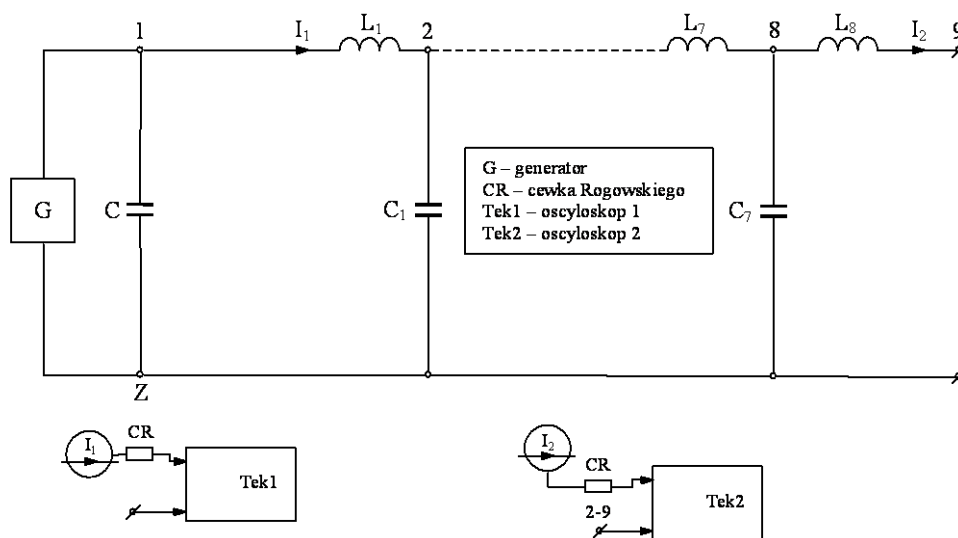 1
I1
L1
2
L7
8
L8
I2
9
G
C
C1
C7
G – generator
CR – cewka Rogowskiego
Tek1 – oscyloskop 1
Tek2 – oscyloskop 2
Z
I1
CR
Tek1
I2
CR
2-9
Tek2